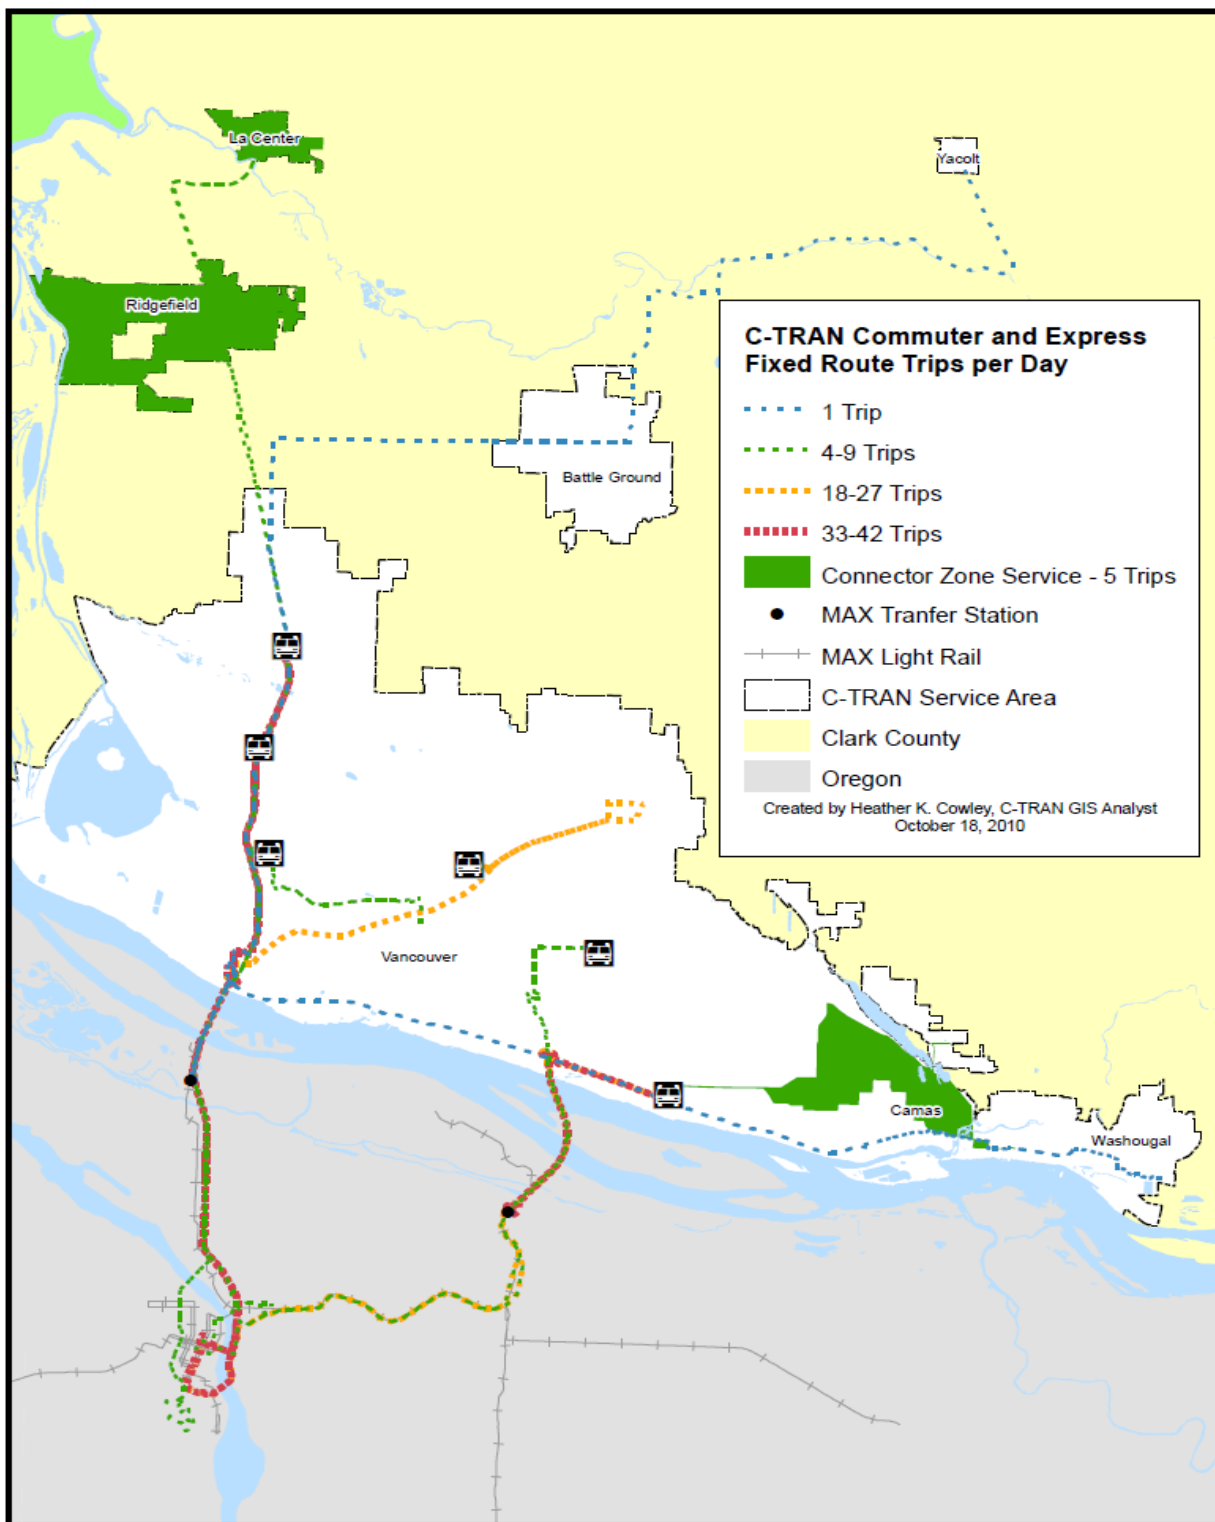 La Center
Yacolt
Ridgefield
C-TRAN Commuter and Express
Fixed Route Trips per Day
1 Trip
4-9 Trips
18-27 Trips
33-42 Trips
Connector Zone Service - 5 Trips
MAX Tranfer Station
MAX Light Rail
C-TRAN Service Area
Clark County
Oregon
Created by Heather K. Cowley, C-TRAN GIS Analyst
October 18, 2010
Battle Ground
Vancouver
Camas
Washougal